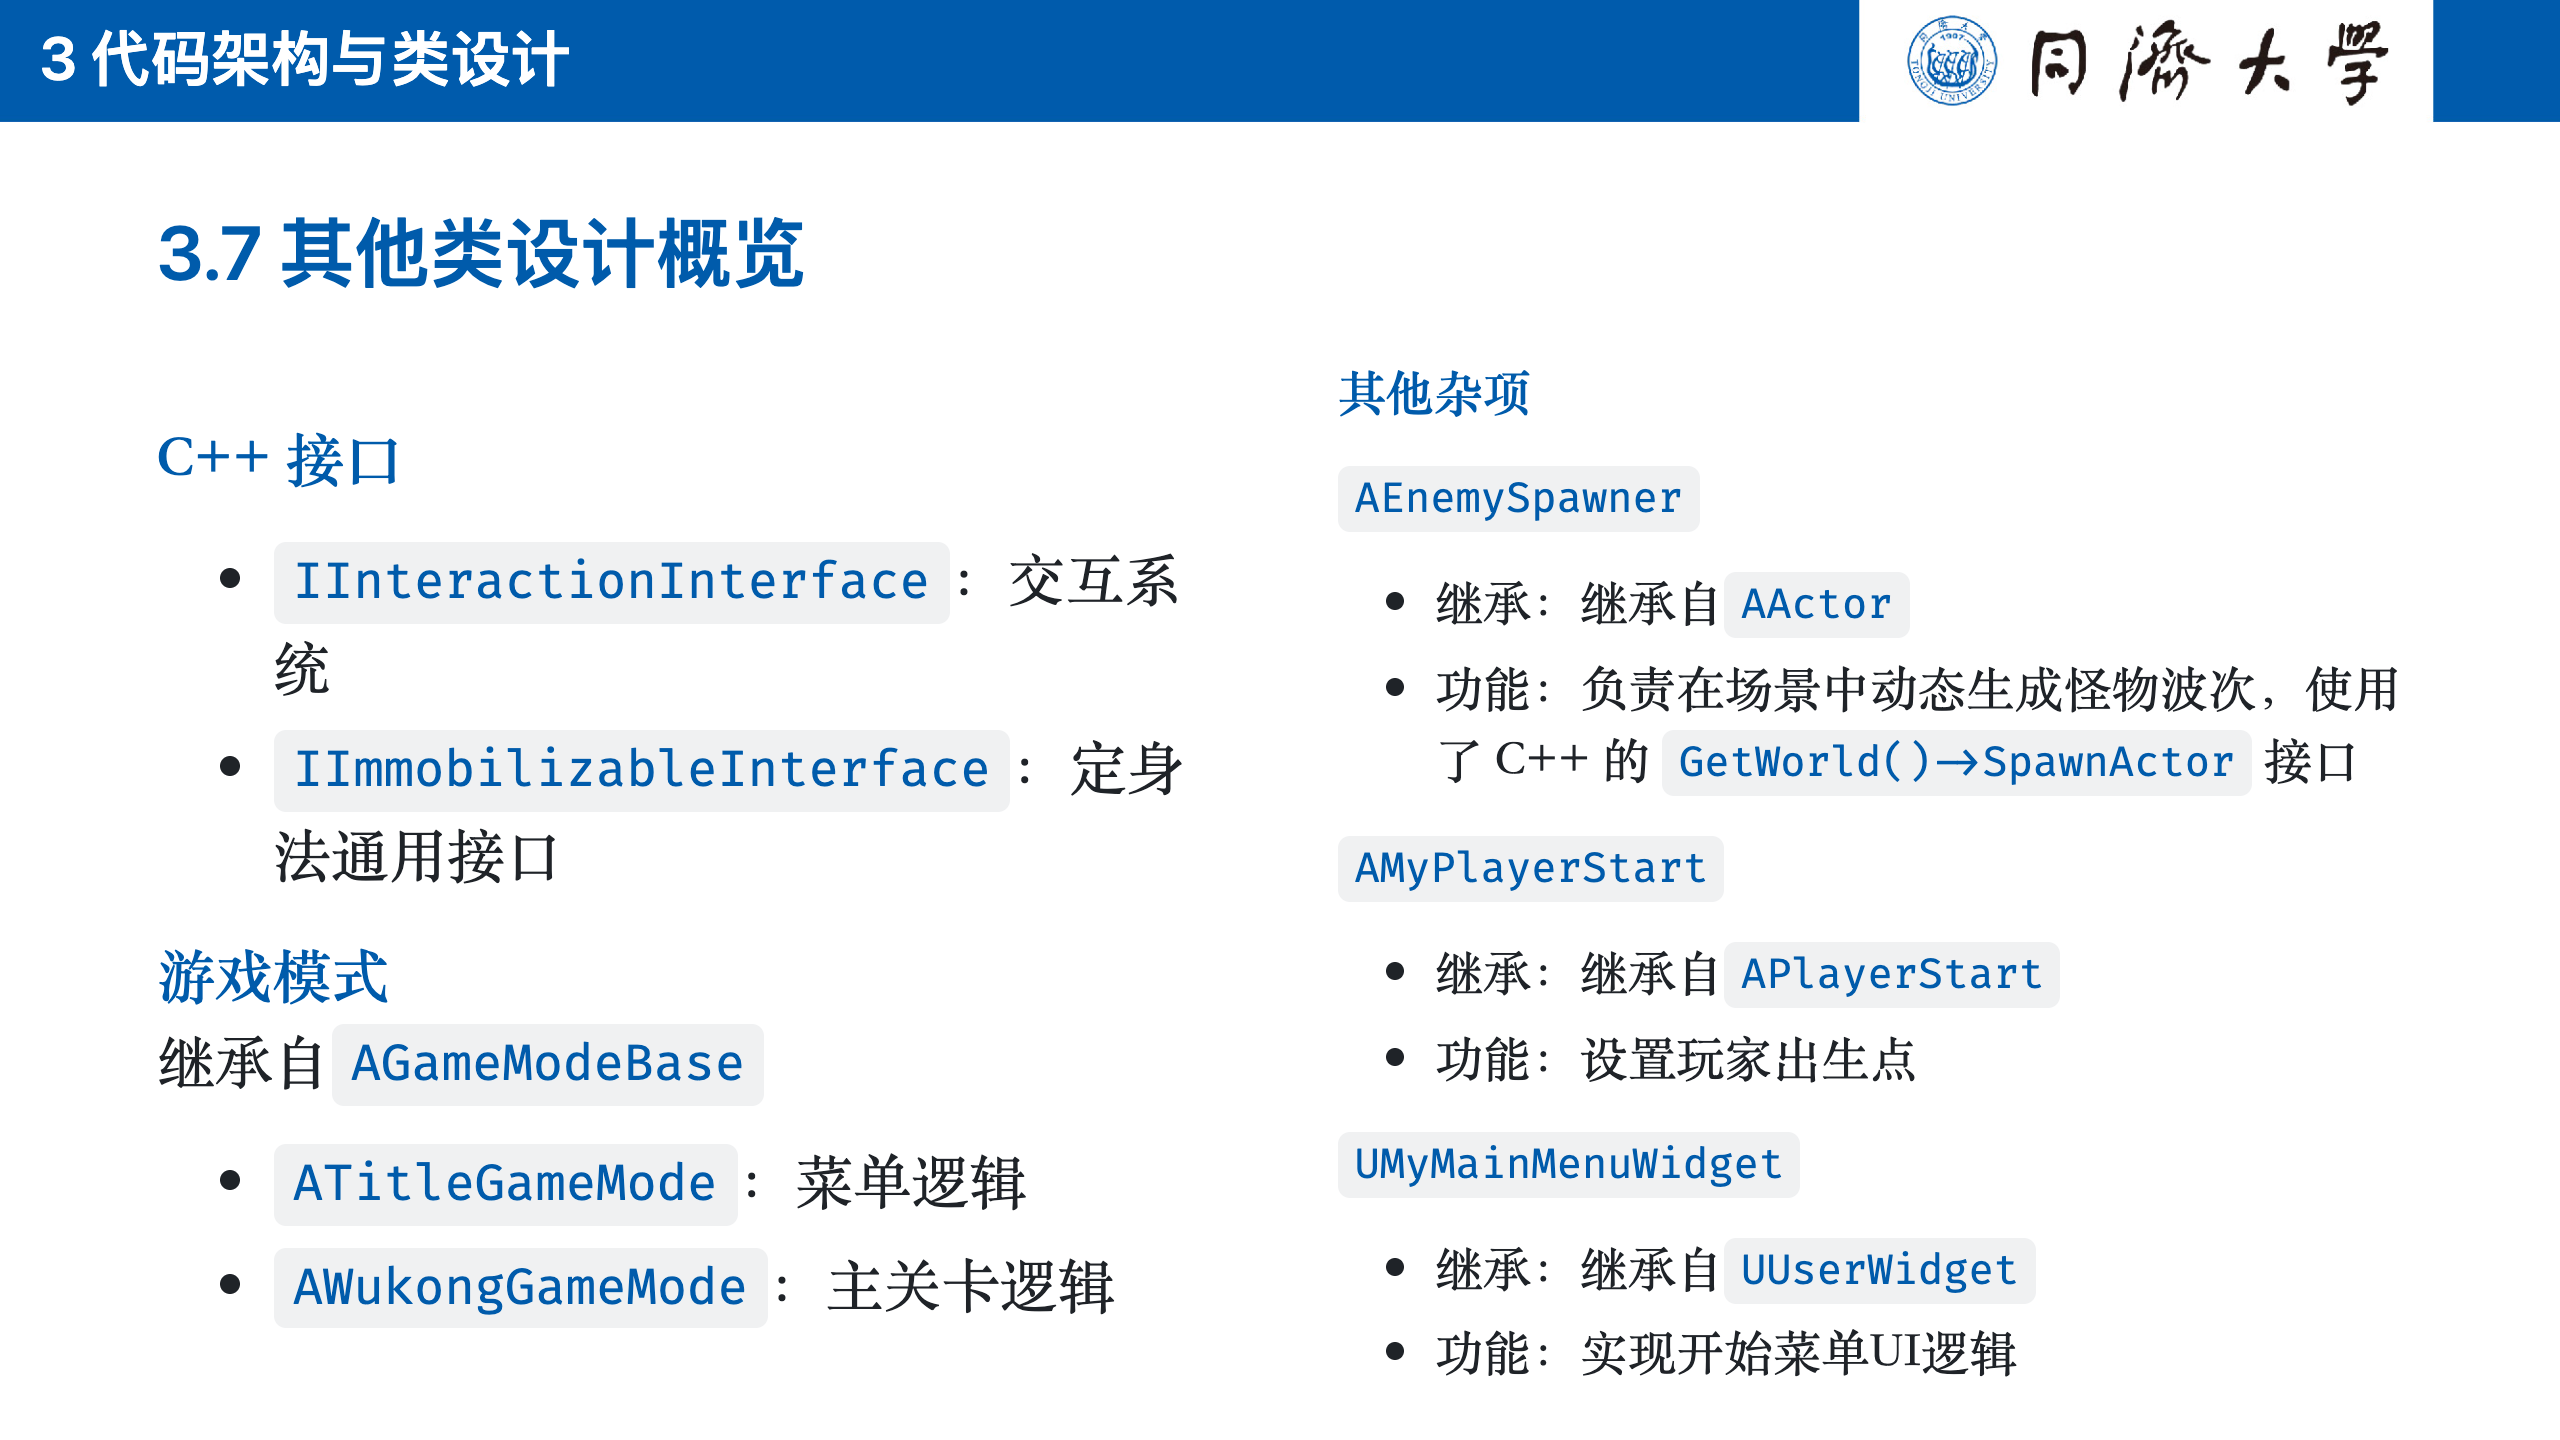 3 代码架构与类设计
同濟大學
1907
TONGJI UNIVERSITY
3.7 其他类设计概览
C++ 接口
• IInteractionInterface：交互系
统
• IImmobilizableInterface：定身
法通用接口
游戏模式
继承自 AGameModeBase
• ATitleGameMode：菜单逻辑
• AWukongGameMode：主关卡逻辑
其他杂项
AEnemySpawner
• 继承：继承自 AActor
• 功能：负责在场景中动态生成怪物波次，使用
了 C++ 的 GetWorld()->SpawnActor 接口
AMyPlayerStart
• 继承：继承自 APlayerStart
• 功能：设置玩家出生点
UMyMainMenuWidget
• 继承：继承自 UUserWidget
• 功能：实现开始菜单UI逻辑